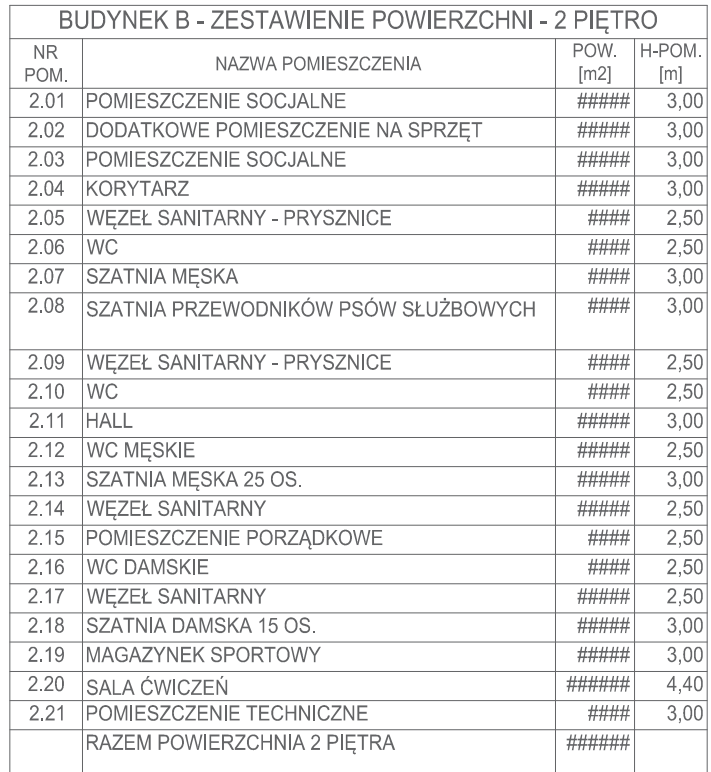 BUDYNEK B - ZESTAWIENIE POWIERZCHNI - 2 PIĘTRO
NR POM. NAZWA POMIESZCZENIA POW. [m2] H-POM. [m]
2.01 POMIESZCZENIE SOCJALNE ##### 3,00
2.02 DODATKOWE POMIESZCZENIE NA SPRZĘT ##### 3,00
2.03 POMIESZCZENIE SOCJALNE ##### 3,00
2.04 KORYTARZ ##### 3,00
2.05 WĘZEŁ SANITARNY - PRYSZNICE #### 2,50
2.06 WC #### 2,50
2.07 SZATNIA MĘSKA #### 3,00
2.08 SZATNIA PRZEWODNIKÓW PSÓW SŁUŻBOWYCH #### 3,00
2.09 WĘZEŁ SANITARNY - PRYSZNICE #### 2,50
2.10 WC #### 2,50
2.11 HALL ##### 3,00
2.12 WC MĘSKIE ##### 2,50
2.13 SZATNIA MĘSKA 25 OS. ##### 3,00
2.14 WĘZEŁ SANITARNY ##### 2,50
2.15 POMIESZCZENIE PORZĄDKOWE #### 2,50
2.16 WC DAMSKIE #### 2,50
2.17 WĘZEŁ SANITARNY ##### 2,50
2.18 SZATNIA DAMSKA 15 OS. ##### 3,00
2.19 MAGAZYNEK SPORTOWY ##### 3,00
2.20 SALA ĆWICZEŃ ###### 4,40
2.21 POMIESZCZENIE TECHNICZNE #### 3,00
RAZEM POWIERZCHNIA 2 PIĘTRA ######